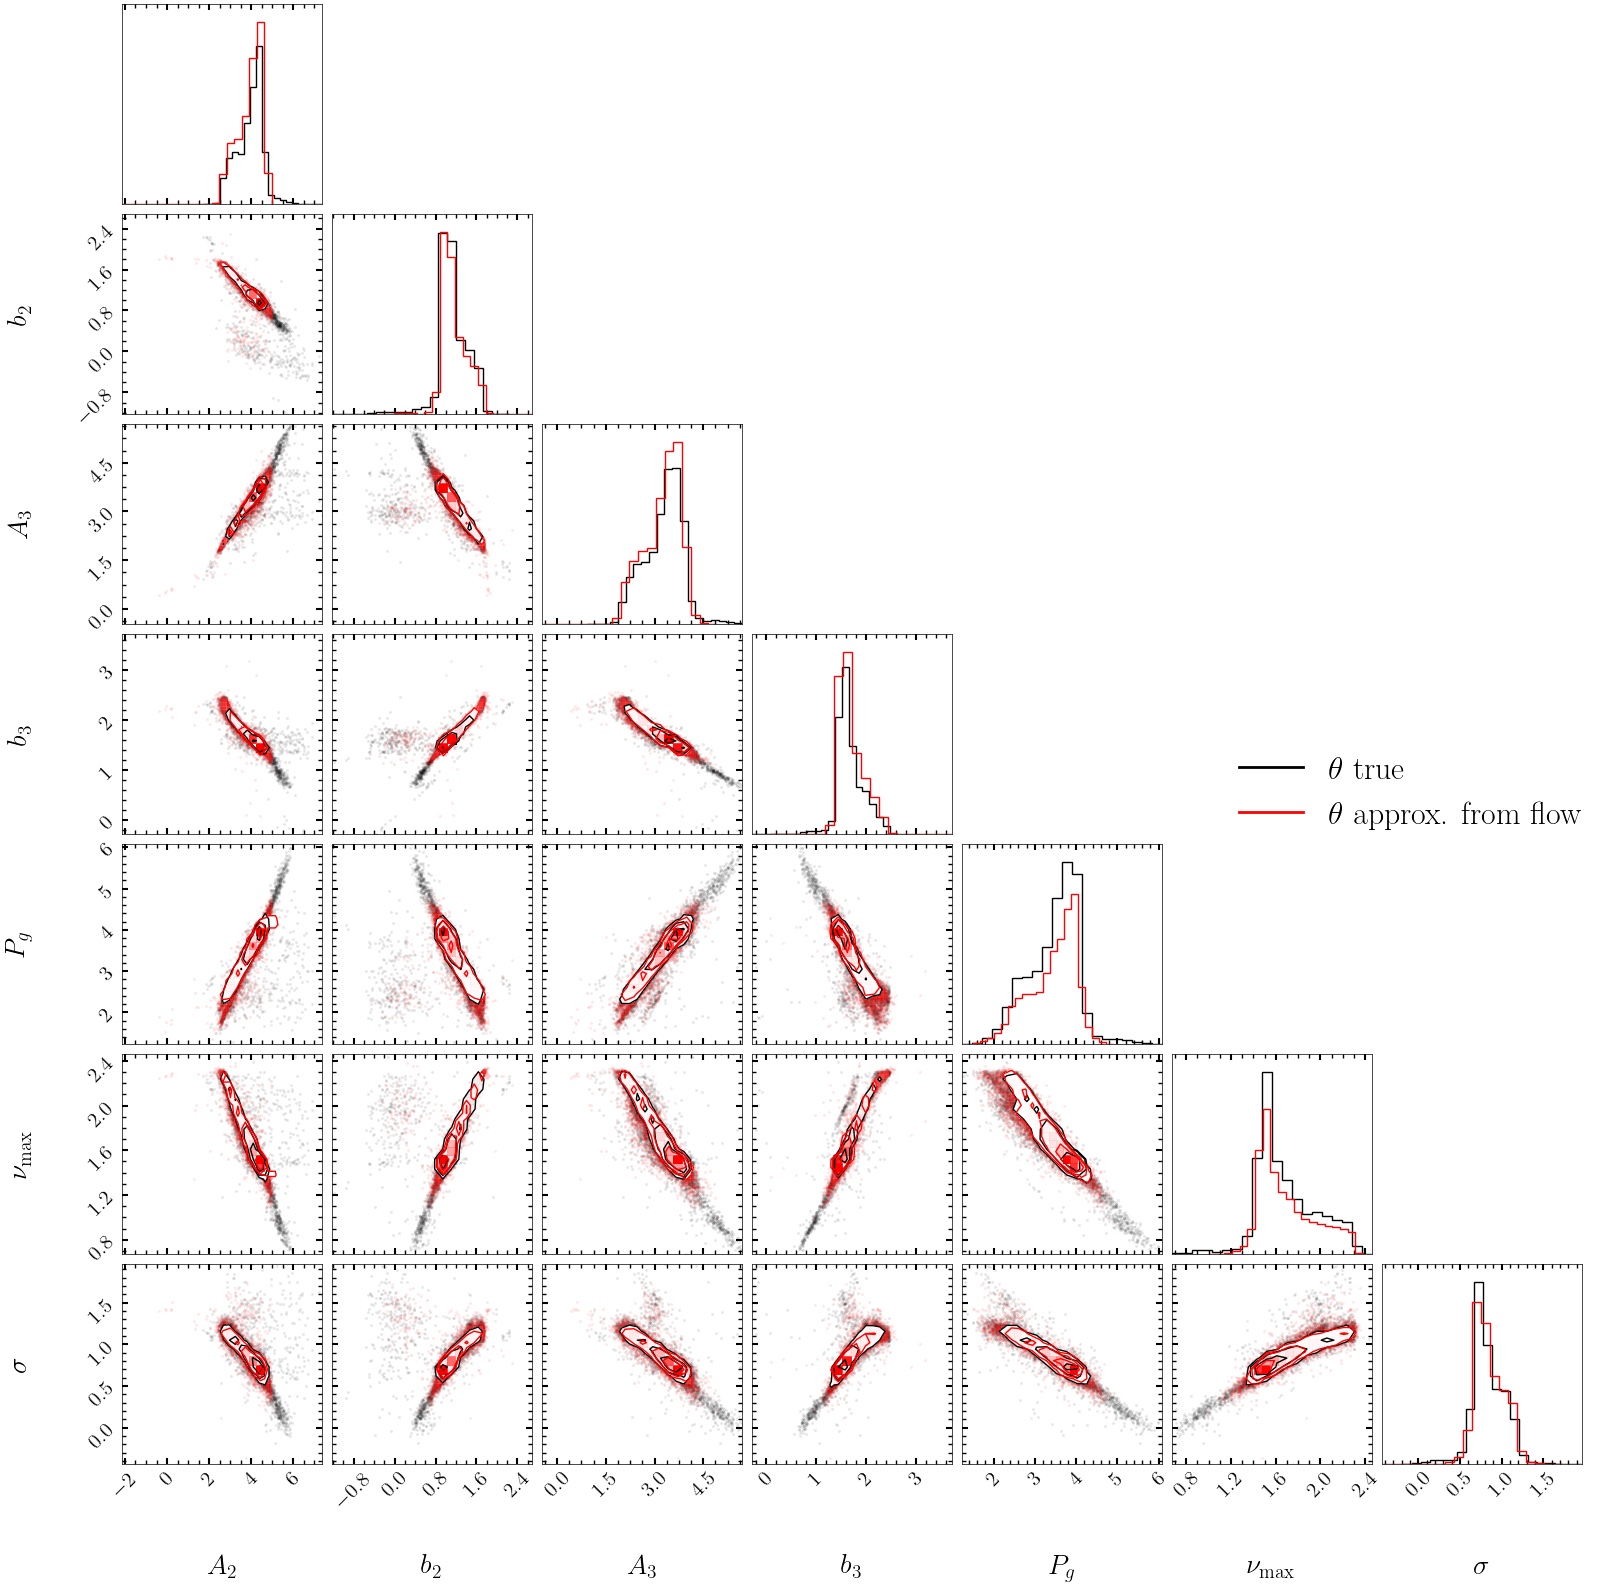 b₂
2.4
1.6
0.8
0.0
−0.8
A₃
4.5
3.0
1.5
0.0
b₃
3
2
1
0
θ true
θ approx. from flow
P_g
6
5
4
3
2
ν_max
2.4
2.0
1.6
1.2
0.8
σ
1.5
1.0
0.5
0.0
−2 0 2 4 6 −0.8 0.0 0.8 1.6 2.4 0.0 1.5 3.0 4.5 0 1 2 3 2 3 4 5 6 0.8 1.2 1.6 2.0 2.4 0.0 0.5 1.0 1.5
A₂ b₂ A₃ b₃ P_g ν_max σ